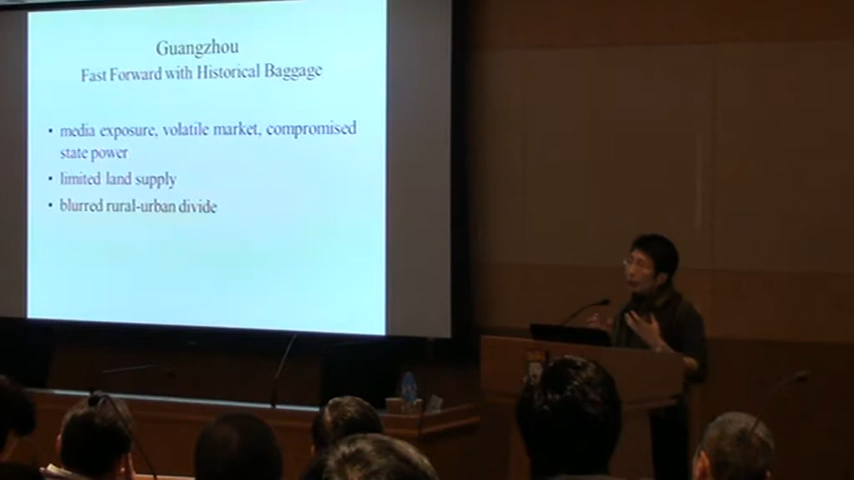 Guangzhou
Fast Forward with Historical Baggage
• media exposure, volatile market, compromised
state power
• limited land supply
• blurred rural-urban divide